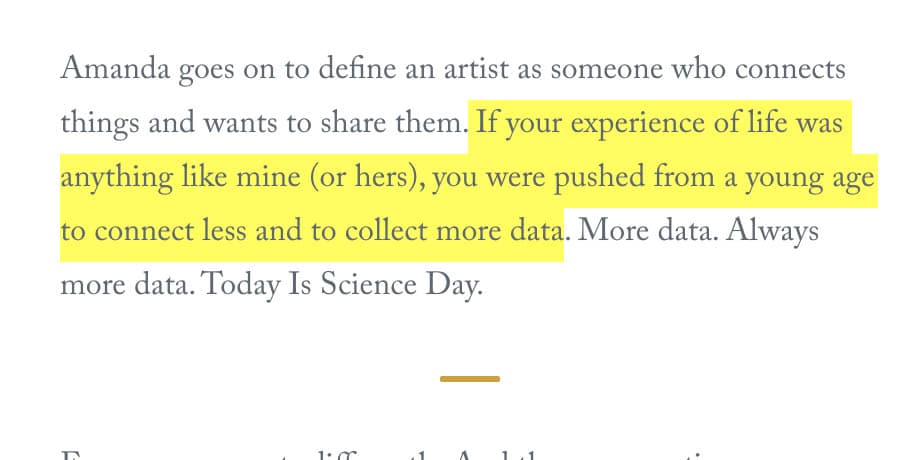 Amanda goes on to define an artist as someone who connects
things and wants to share them. If your experience of life was
anything like mine (or hers), you were pushed from a young age
to connect less and to collect more data. More data. Always
more data. Today Is Science Day.